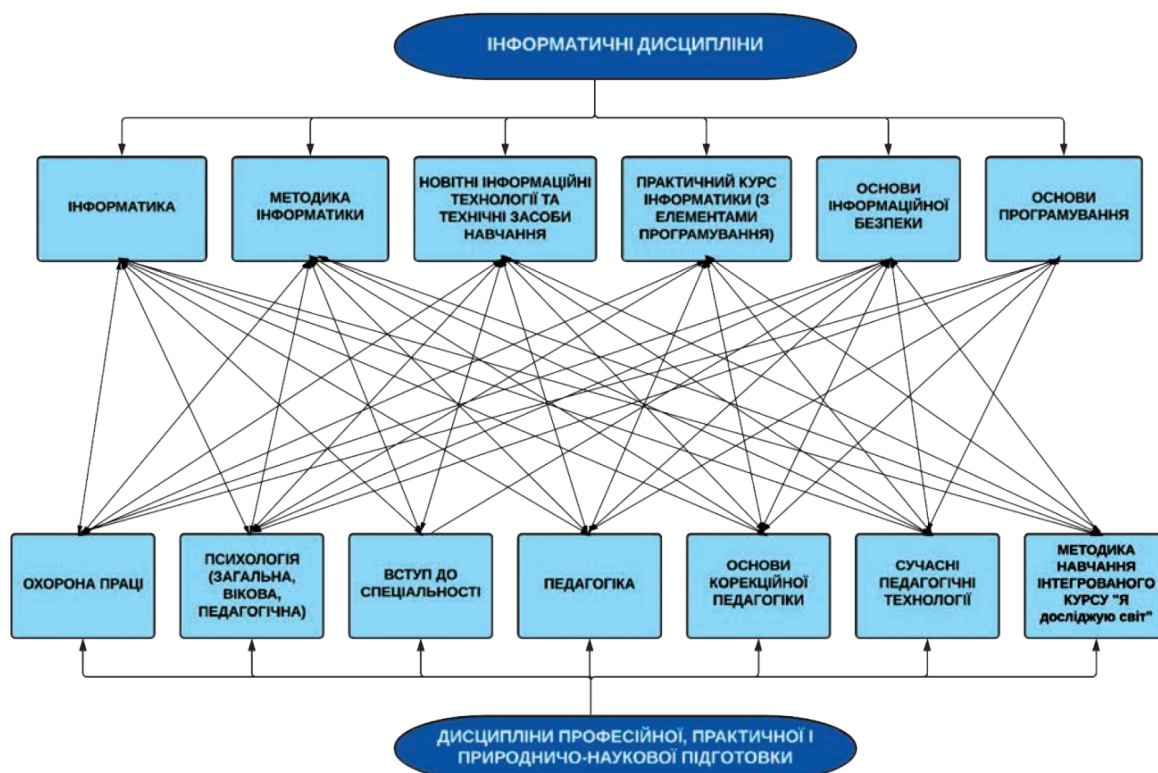 ІНФОРМАТИЧНІ ДИСЦИПЛІНИ
ІНФОРМАТИКА
МЕТОДИКА
ІНФОРМАТИКИ
НОВІТНІ ІНФОРМАЦІЙНІ
ТЕХНОЛОГІЇ ТА
ТЕХНІЧНІ ЗАСОБИ
НАВЧАННЯ
ПРАКТИЧНИЙ КУРС
ІНФОРМАТИКИ (З
ЕЛЕМЕНТАМИ
ПРОГРАМУВАННЯ)
ОСНОВИ
ІНФОРМАЦІЙНОЇ
БЕЗПЕКИ
ОСНОВИ
ПРОГРАМУВАННЯ
ОХОРОНА ПРАЦІ
ПСИХОЛОГІЯ
(ЗАГАЛЬНА,
ВІКОВА,
ПЕДАГОГІЧНА)
ВСТУП ДО
СПЕЦІАЛЬНОСТІ
ПЕДАГОГІКА
ОСНОВИ
КОРЕКЦІЙНОЇ
ПЕДАГОГІКИ
СУЧАСНІ
ПЕДАГОГІЧНІ
ТЕХНОЛОГІЇ
МЕТОДИКА
НАВЧАННЯ
ІНТЕГРОВАНОГО
КУРСУ "Я
досліджую світ"
ДИСЦИПЛІНИ ПРОФЕСІЙНОЇ, ПРАКТИЧНОЇ І
ПРИРОДНИЧО-НАУКОВОЇ ПІДГОТОВКИ